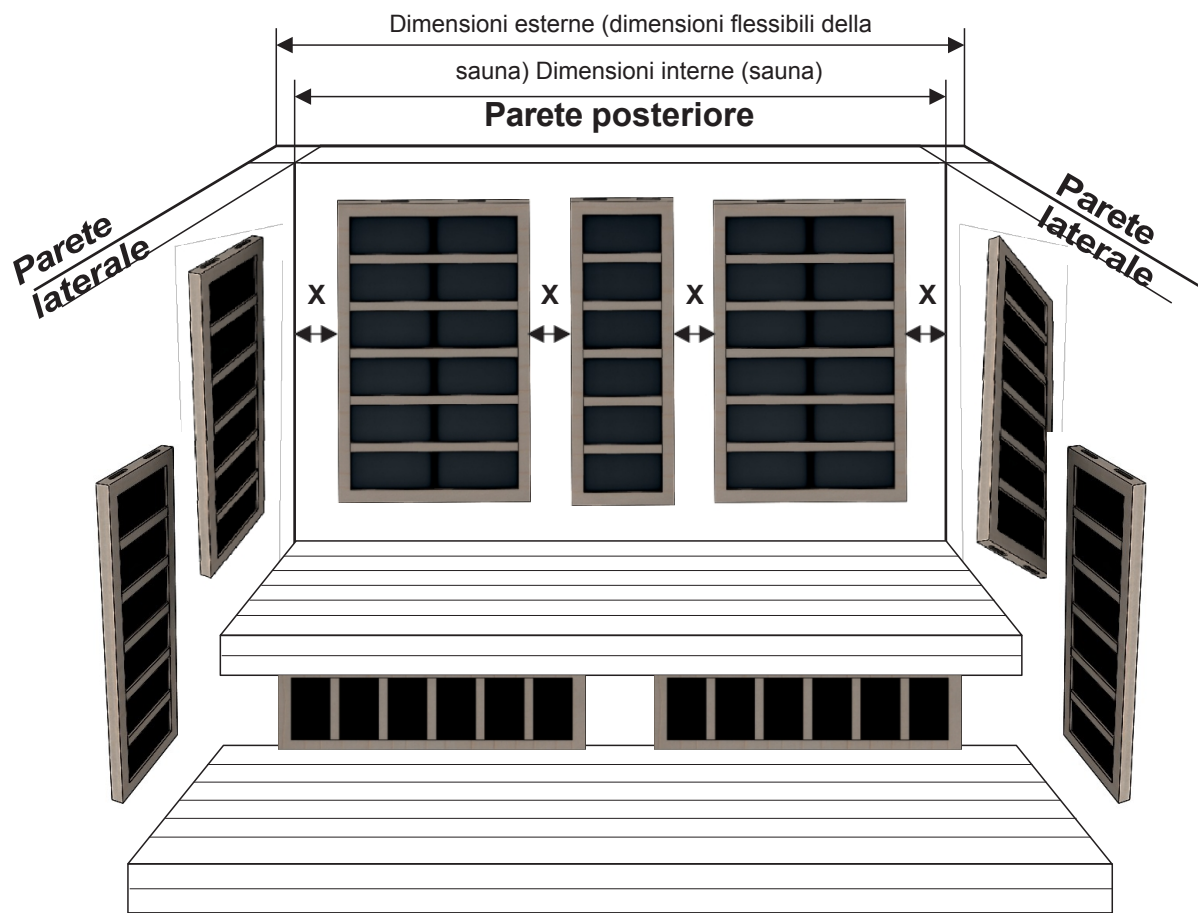 Dimensioni esterne (dimensioni flessibili della
sauna) Dimensioni interne (sauna)
Parete posteriore
Parete
laterale
Parete
laterale
X
X
X
X